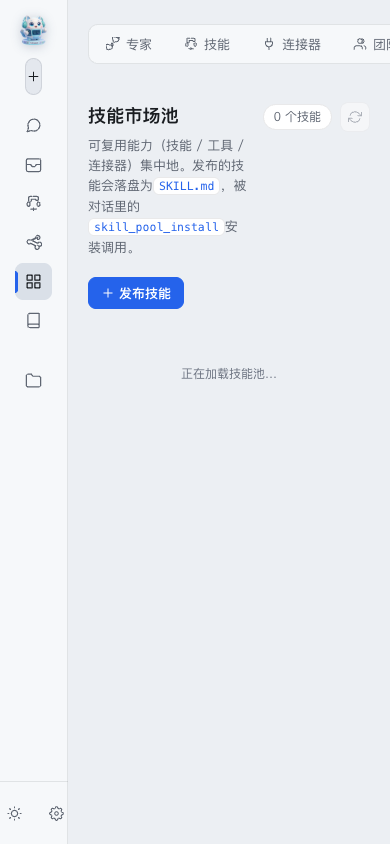 专家 技能 连接器 团
技能市场池 0 个技能
可复用能力（技能 / 工具 /
连接器）集中地。发布的技
能会落盘为 SKILL.md ，被
对话里的
skill_pool_install 安
装调用。
发布技能
正在加载技能池...